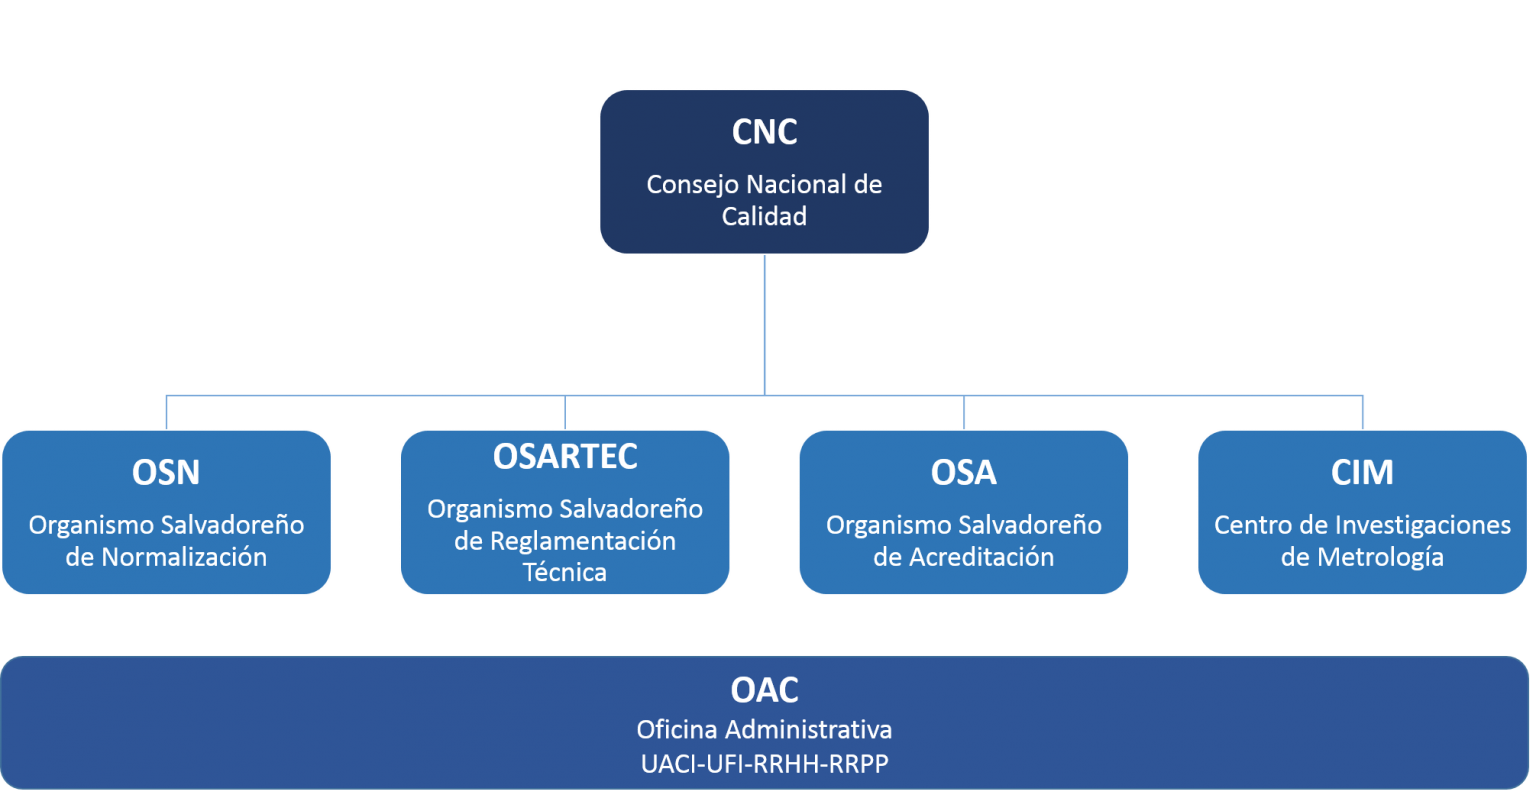 CNC
Consejo Nacional de
Calidad
OSN
Organismo Salvadoreño
de Normalización
OSARTEC
Organismo Salvadoreño
de Reglamentación
Técnica
OSA
Organismo Salvadoreño
de Acreditación
CIM
Centro de Investigaciones
de Metrología
OAC
Oficina Administrativa
UACI-UFI-RRHH-RRPP